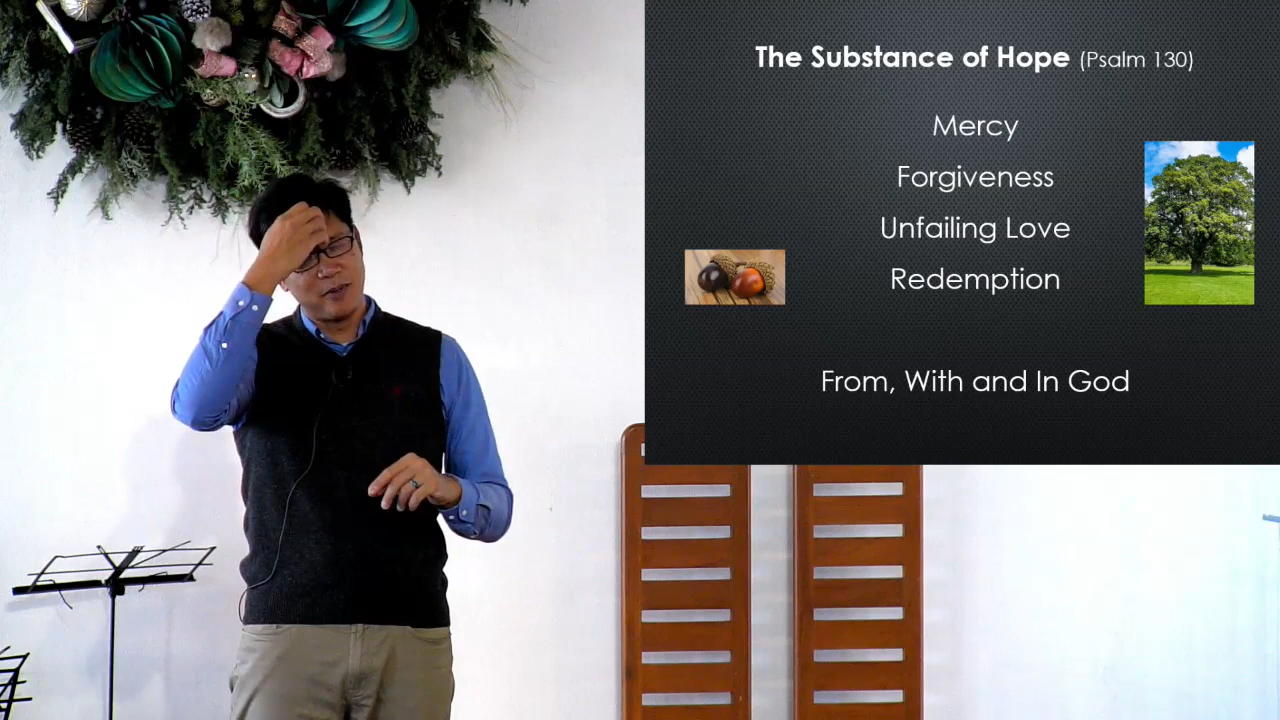 The Substance of Hope (Psalm 130)
Mercy
Forgiveness
Unfailing Love
Redemption
From, With and In God